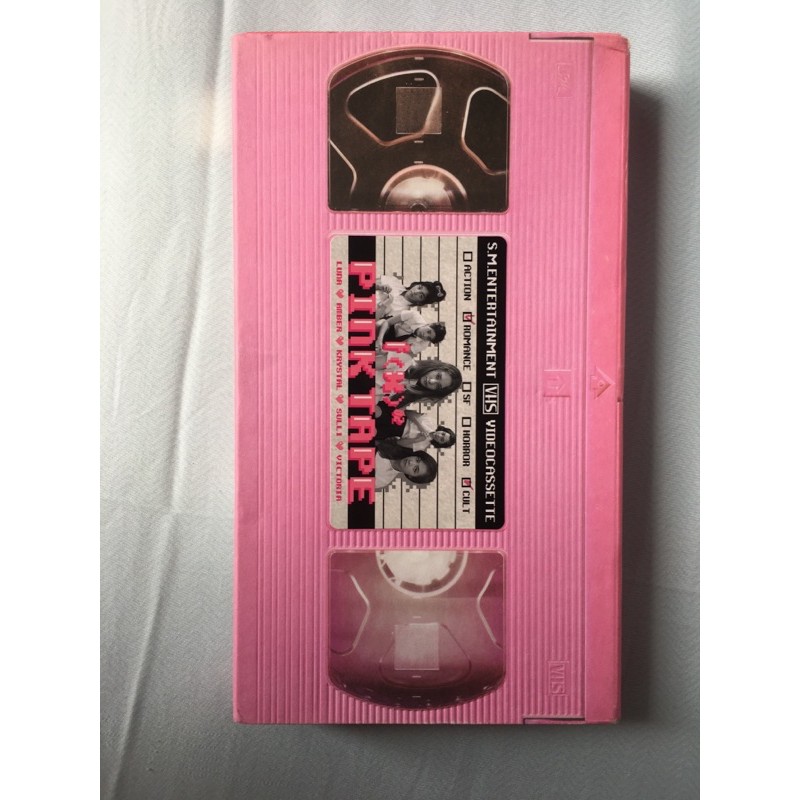 S.M.ENTERTAINMENT VHS VIDEOCASSETTE
ACTION ROMANCE SF HORROR CULT
f(x)
PINK TAPE
LUNA AMBER KRYSTAL SULLI VICTORIA
VHS